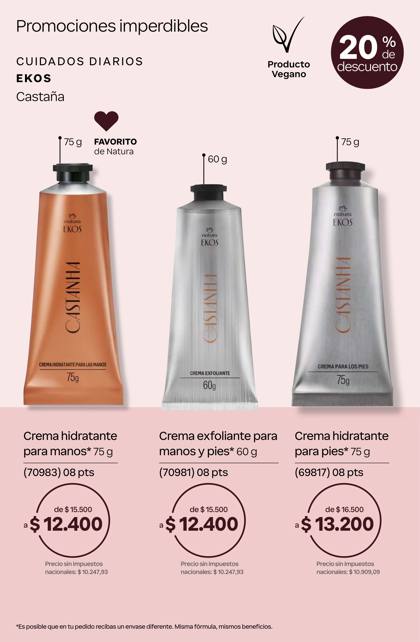 Promociones imperdibles
CUIDADOS DIARIOS
EKOS
Castaña
Producto
Vegano
20%
de
descuento
75 g
FAVORITO
de Natura
60 g
75 g
natura
EKOS
CASTANHA
CREMA HIDRATANTE PARA LAS MANOS
75g
natura
EKOS
CASTANHA
CREMA EXFOLIANTE
60g
natura
EKOS
CASTANHA
CREMA PARA LOS PIES
75g
Crema hidratante
para manos* 75 g
(70983) 08 pts
de $ 15.500
a $ 12.400
Precio sin impuestos
nacionales: $ 10.247,93
Crema exfoliante para
manos y pies* 60 g
(70981) 08 pts
de $ 15.500
a $ 12.400
Precio sin impuestos
nacionales: $ 10.247,93
Crema hidratante
para pies* 75 g
(69817) 08 pts
de $ 16.500
a $ 13.200
Precio sin impuestos
nacionales: $ 10.909,09
*Es posible que en tu pedido recibas un envase diferente. Misma fórmula, mismos beneficios.